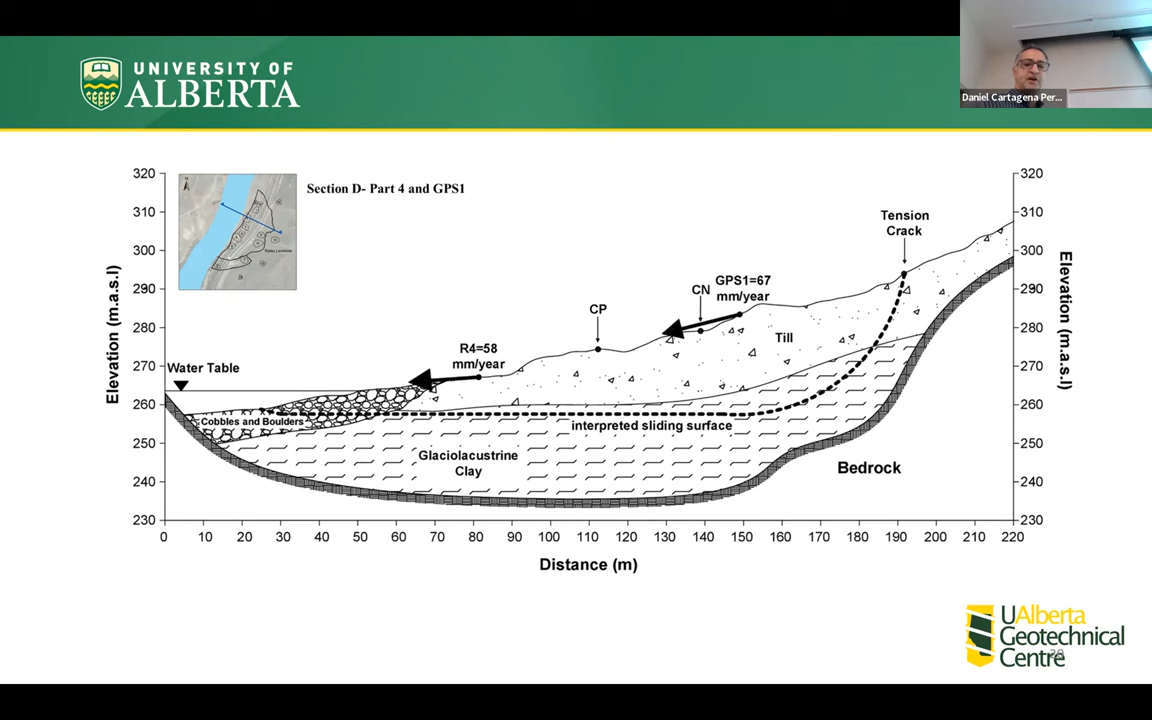 UNIVERSITY OF
ALBERTA
Daniel Cartagena Per...
Section D- Part 4 and GPS1
320
310
300
290
280
270
260
250
240
230
Elevation (m.a.s.l)
Water Table
Cobbles and Boulders
R4=58
mm/year
CP
CN
GPS1=67
mm/year
Tension
Crack
Till
interpreted sliding surface
Glaciolacustrine
Clay
Bedrock
320
310
300
290
280
270
260
250
240
230
Elevation (m.a.s.l)
0 10 20 30 40 50 60 70 80 90 100 110 120 130 140 150 160 170 180 190 200 210 220
Distance (m)
UAlberta
Geotechnical
Centre